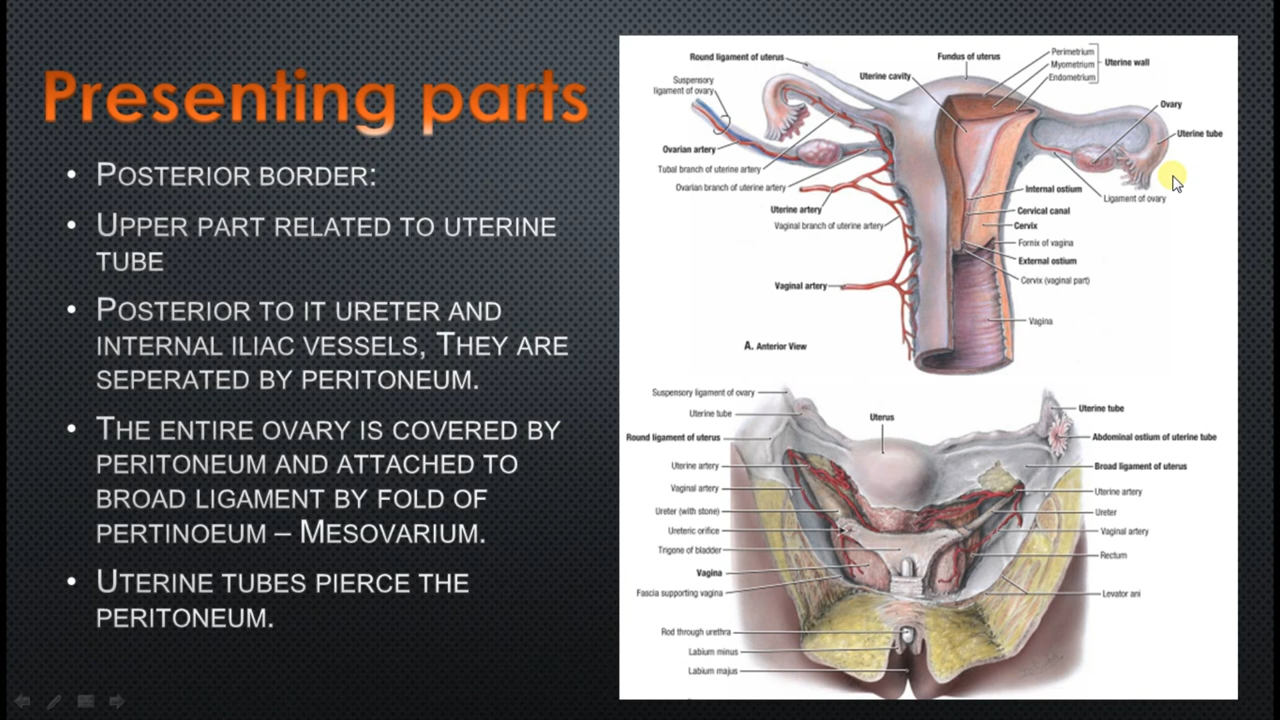 Presenting parts
• POSTERIOR BORDER:
• UPPER PART RELATED TO UTERINE
TUBE
• POSTERIOR TO IT URETER AND
INTERNAL ILIAC VESSELS, THEY ARE
SEPERATED BY PERITONEUM.
• THE ENTIRE OVARY IS COVERED BY
PERITONEUM AND ATTACHED TO
BROAD LIGAMENT BY FOLD OF
PERTINOEUM – MESOVARIUM.
• UTERINE TUBES PIERCE THE
PERITONEUM.
Round ligament of uterus
Suspensory
ligament of ovary
Ovarian artery
Tubal branch of uterine artery
Ovarian branch of uterine artery
Uterine artery
Vaginal branch of uterine artery
Vaginal artery
Uterine cavity
Fundus of uterus
Perimetrium
Myometrium
Endometrium
Uterine wall
Ovary
Uterine tube
Ligament of ovary
Internal ostium
Cervical canal
Cervix
Fornix of vagina
External ostium
Cervix (vaginal part)
Vagina
A. Anterior View
Suspensory ligament of ovary
Uterine tube
Round ligament of uterus
Uterine artery
Vaginal artery
Ureter (with stone)
Ureteric orifice
Trigone of bladder
Vagina
Fascia supporting vagina
Rod through urethra
Labium minus
Labium majus
Uterus
Uterine tube
Abdominal ostium of uterine tube
Broad ligament of uterus
Uterine artery
Ureter
Vaginal artery
Rectum
Levator ani